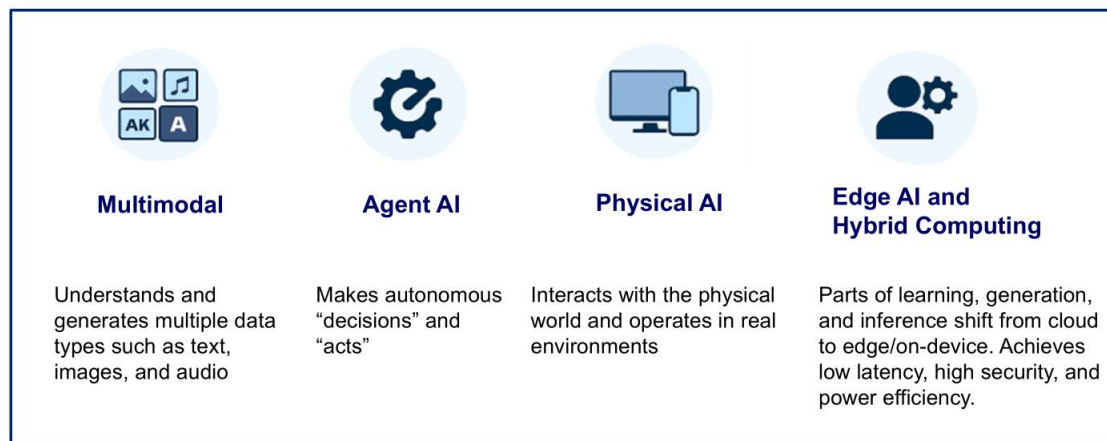 AK
A
Multimodal
Agent AI
Physical AI
Edge AI and
Hybrid Computing
Understands and
generates multiple data
types such as text,
images, and audio
Makes autonomous
“decisions” and
“acts”
Interacts with the physical
world and operates in real
environments
Parts of learning, generation,
and inference shift from cloud
to edge/on-device. Achieves
low latency, high security, and
power efficiency.